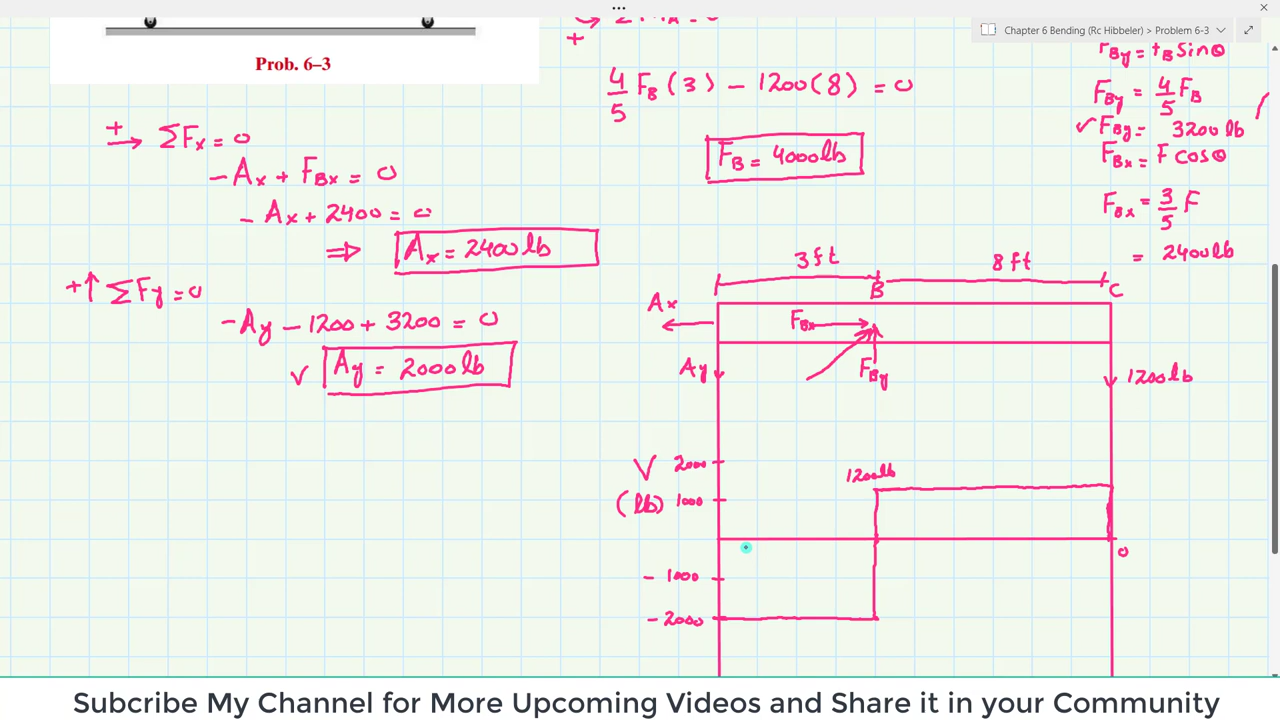 Chapter 6 Bending (Rc Hibbeler) > Problem 6-3
Prob. 6–3
+
4/5 FB (3) - 1200(8) = 0
FB = 4000 lb
FBy = FB Sinθ
FBy = 4/5 FB
✓ FBy = 3200 lb
FBx = F cosθ
FBx = 3/5 F
= 2400 lb
+→ ΣFx = 0
-Ax + FBx = 0
- Ax + 2400 = 0
⇒ Ax = 2400 lb
+↑ ΣFy = 0
-Ay - 1200 + 3200 = 0
✓ Ay = 2000 lb
3 ft
8 ft
B
C
Ax
FBx
Ay
FBy
1200 lb
V
(lb)
2000
1000
1200 lb
0
- 1000
- 2000
Subcribe My Channel for More Upcoming Videos and Share it in your Community